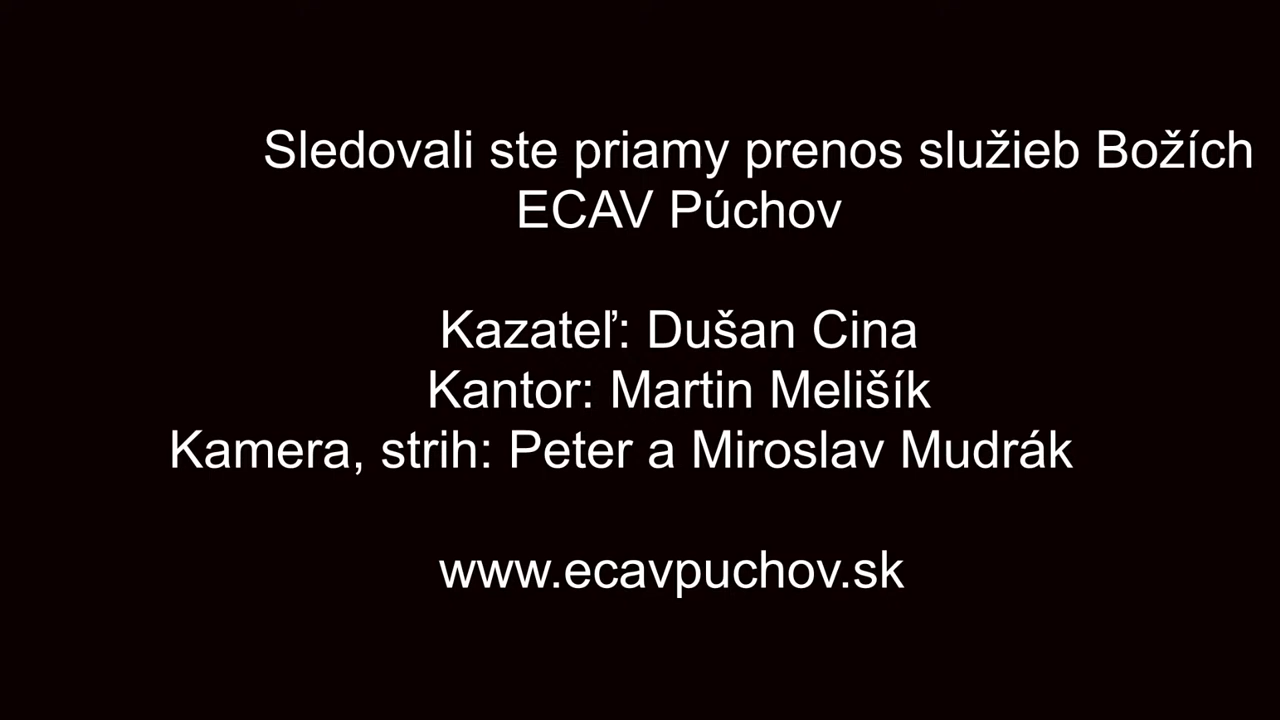 Sledovali ste priamy prenos služieb Božích
ECAV Púchov
Kazateľ: Dušan Cina
Kantor: Martin Melišík
Kamera, strih: Peter a Miroslav Mudrák
www.ecavpuchov.sk